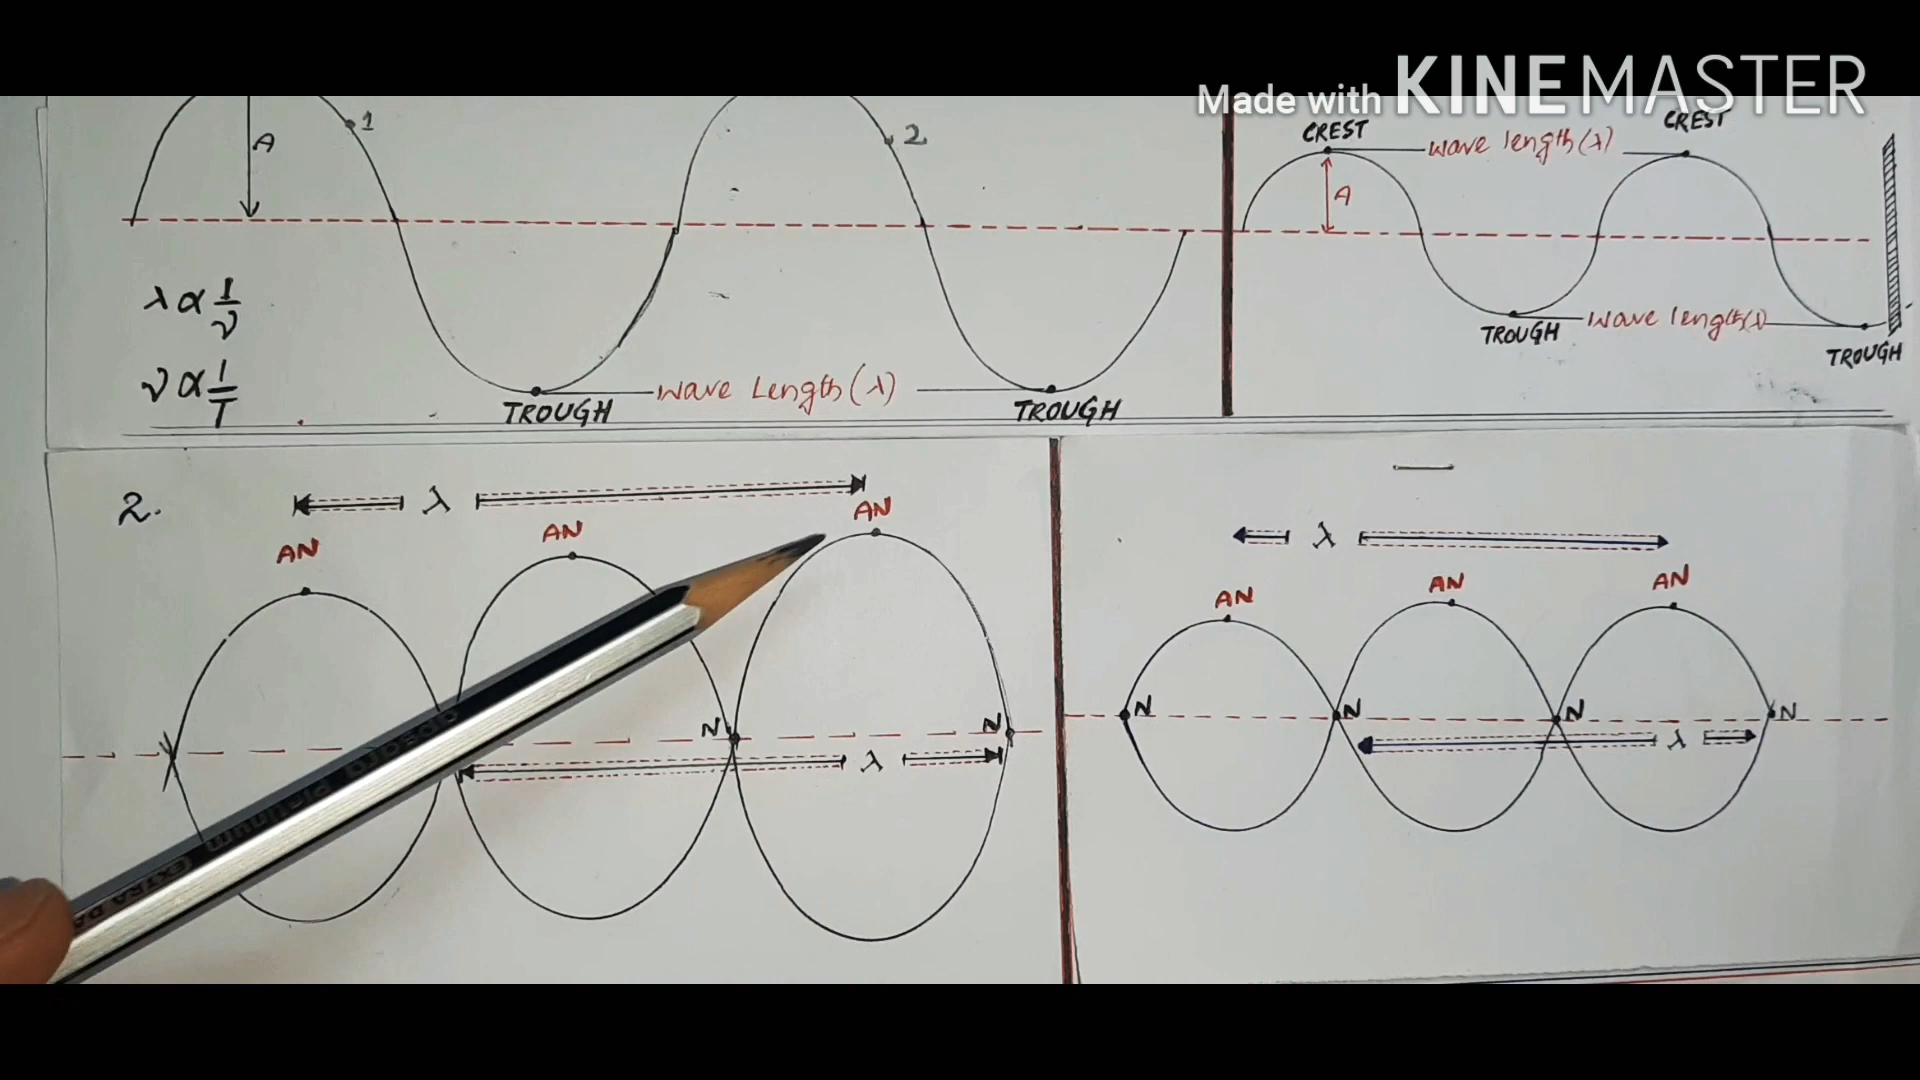 Made with KINEMASTER
1
2
A
λ ∝ 1/ν
ν ∝ 1/T
Wave Length (λ)
TROUGH
TROUGH
CREST
wave length (λ)
CREST
A
TROUGH
wave length(λ)
TROUGH
2.
λ
AN
AN
AN
N
N
λ
λ
AN
AN
AN
N
N
N
N
λ